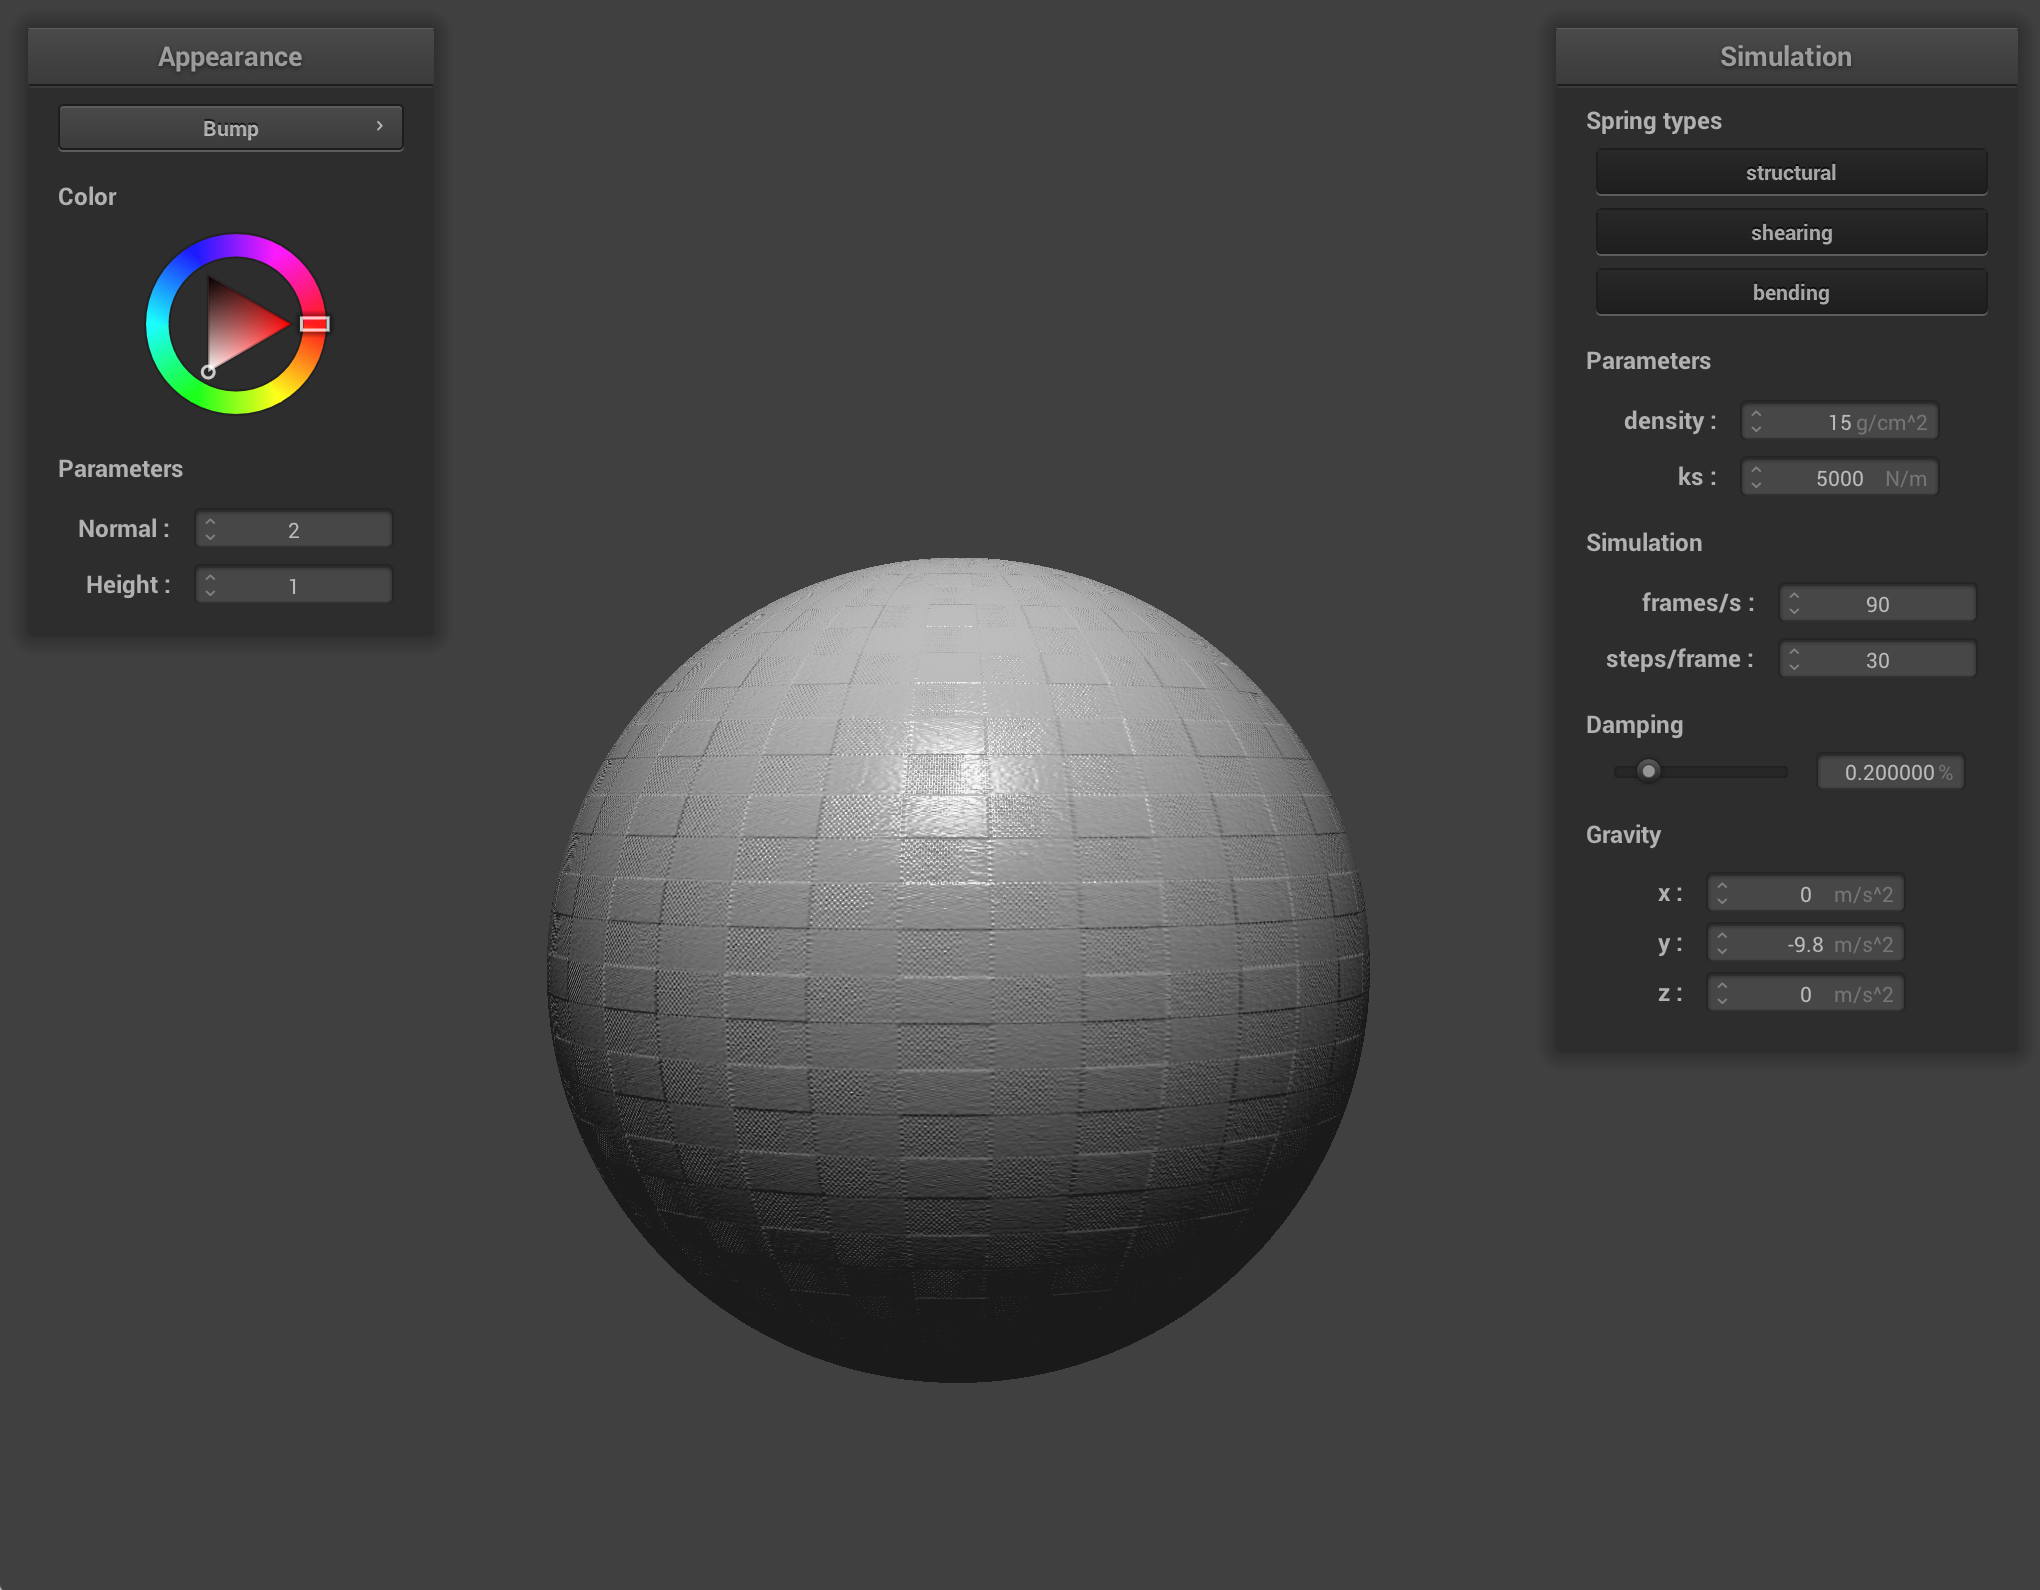 Appearance
Bump
Color
Parameters
Normal : 2
Height : 1
Simulation
Spring types
structural
shearing
bending
Parameters
density : 15 g/cm^2
ks : 5000 N/m
Simulation
frames/s : 90
steps/frame : 30
Damping
0.200000 %
Gravity
x : 0 m/s^2
y : -9.8 m/s^2
z : 0 m/s^2